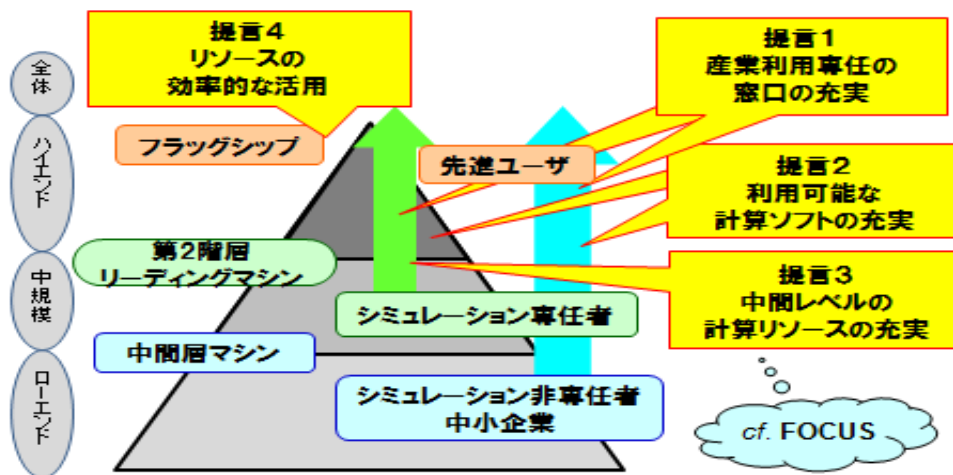 提言4
リソースの
効率的な活用
提言1
産業利用専任の
窓口の充実
全体
ハイエンド
フラッグシップ
先進ユーザ
提言2
利用可能な
計算ソフトの充実
第2階層
リーディングマシン
中規模
提言3
中間レベルの
計算リソースの充実
シミュレーション専任者
中間層マシン
ローエンド
シミュレーション非専任者
中小企業
cf. FOCUS